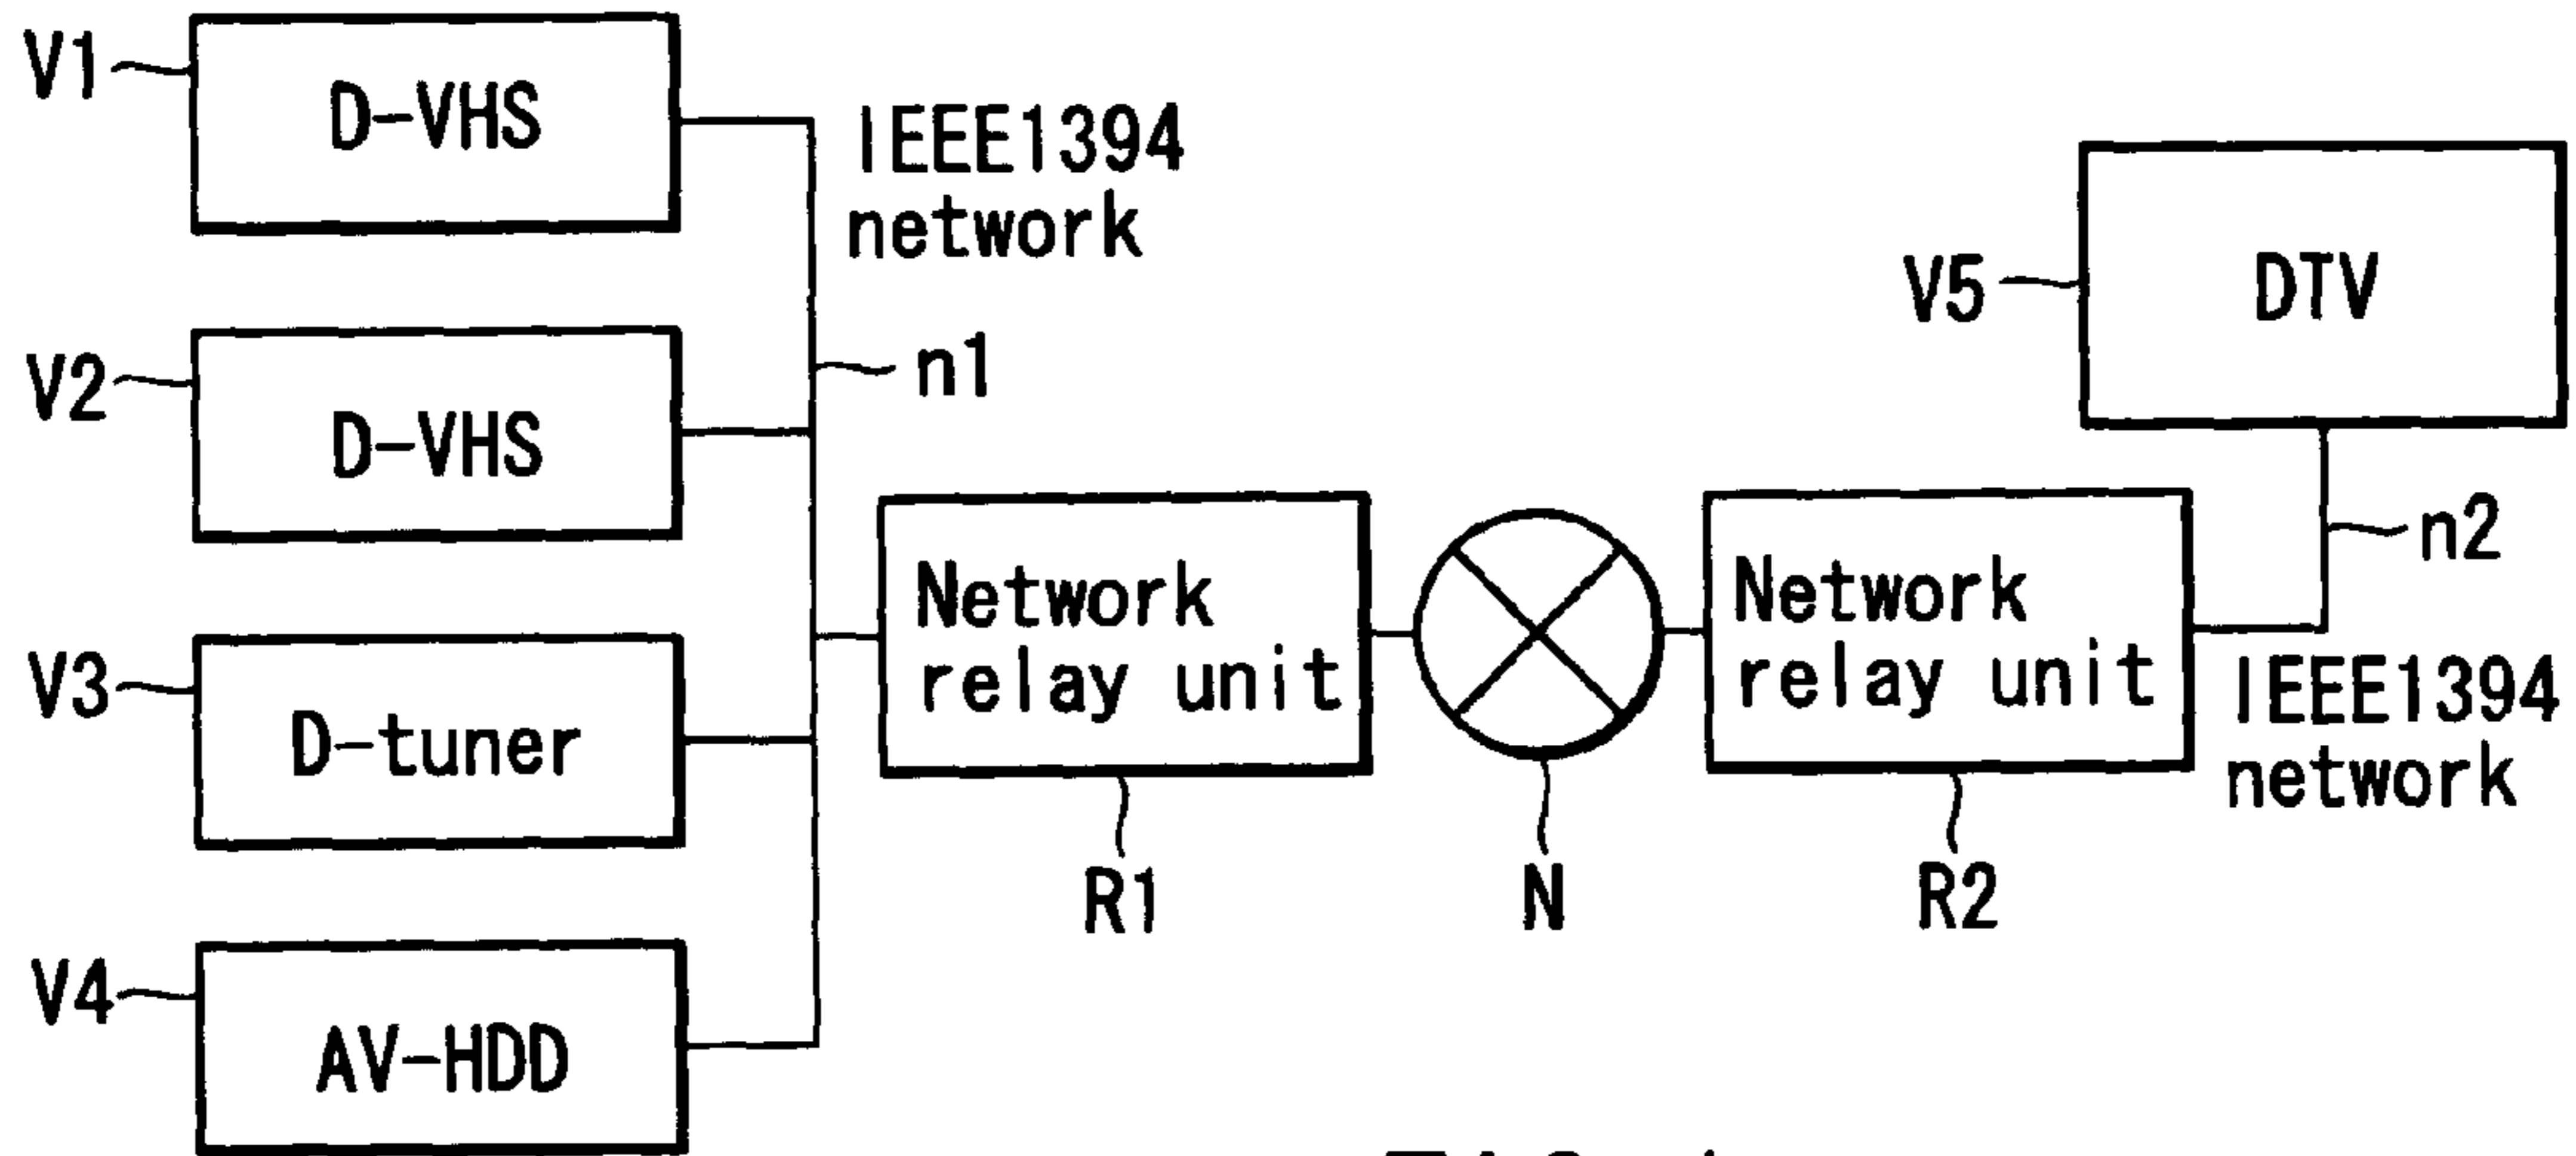 V1
D-VHS
IEEE1394
network
n1
V2
D-VHS
V3
D-tuner
V4
AV-HDD
Network
relay unit
R1
N
Network
relay unit
R2
V5
DTV
n2
IEEE1394
network